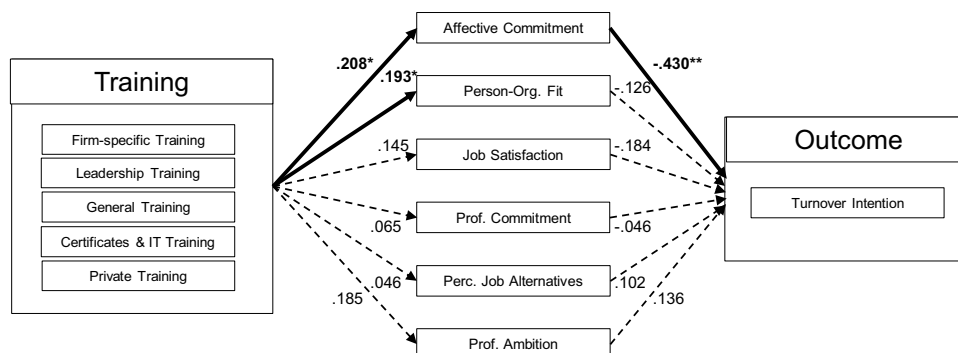 Training
Firm-specific Training
Leadership Training
General Training
Certificates & IT Training
Private Training
.208*
.193*
.145
.065
.046
.185
Affective Commitment
Person-Org. Fit
Job Satisfaction
Prof. Commitment
Perc. Job Alternatives
Prof. Ambition
-.430**
-.126
-.184
-.046
.102
.136
Outcome
Turnover Intention